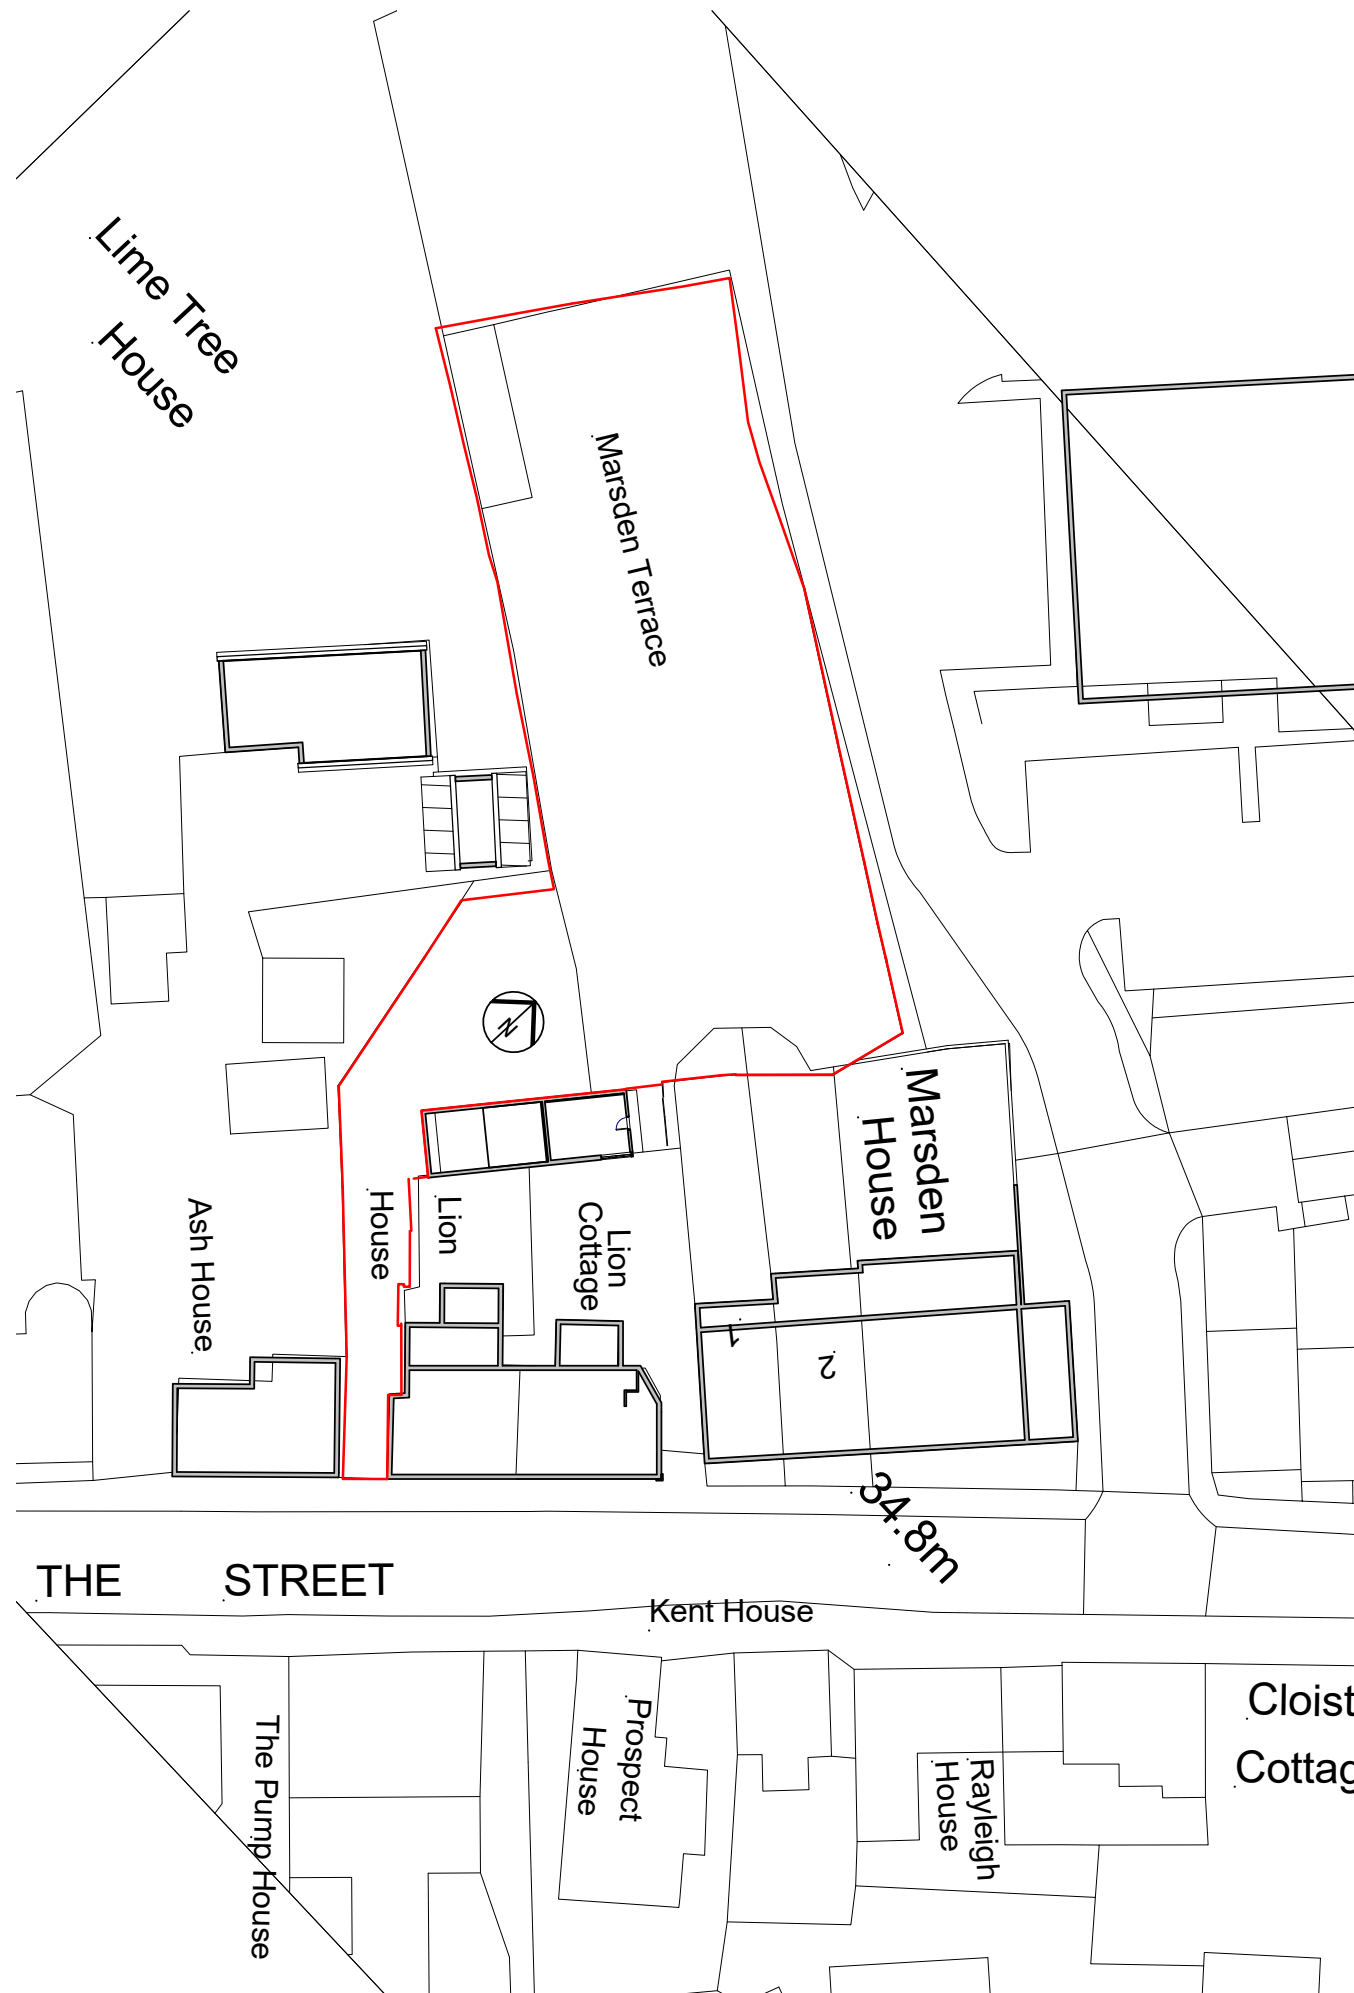 Lime Tree
House
Marsden Terrace
N
Marsden
House
Ash House
Lion
House
Lion
Cottage
1
2
34.8m
THE STREET
Kent House
Cloist
Cottag
Prospect
House
Rayleigh
House
The Pump House